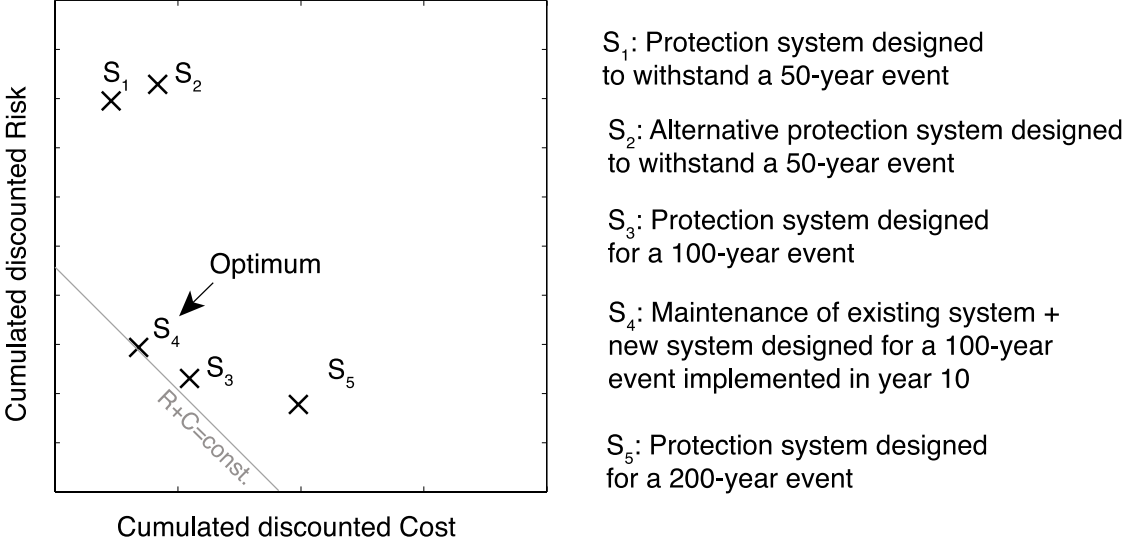 S₁
S₂
Optimum
S₄
S₃
S₅
R+C=const.
Cumulated discounted Risk
Cumulated discounted Cost
S₁: Protection system designed
to withstand a 50-year event
S₂: Alternative protection system designed
to withstand a 50-year event
S₃: Protection system designed
for a 100-year event
S₄: Maintenance of existing system +
new system designed for a 100-year
event implemented in year 10
S₅: Protection system designed
for a 200-year event